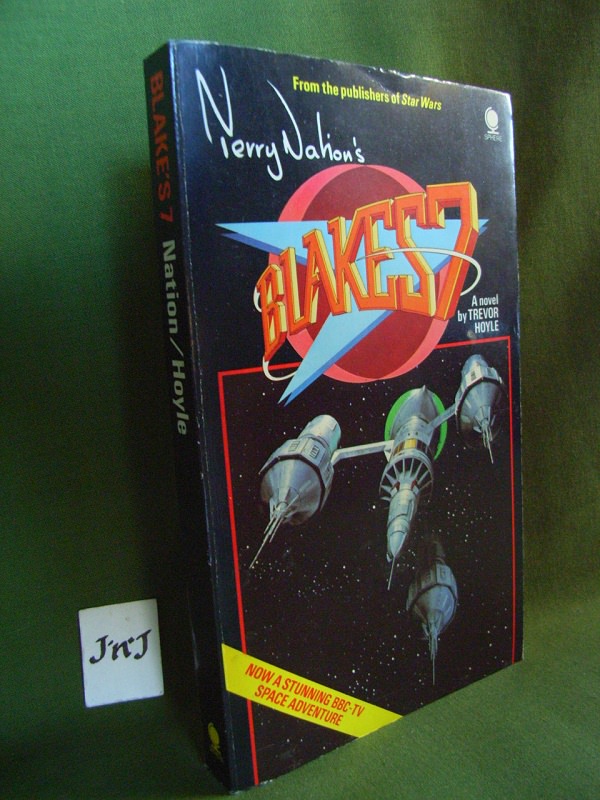 BLAKE'S 7 Nation/Hoyle
From the publishers of Star Wars
SPHERE
Terry Nation's
BLAKES 7
A novel
by TREVOR
HOYLE
NOW A STUNNING BBC-TV
SPACE ADVENTURE
J'n'J